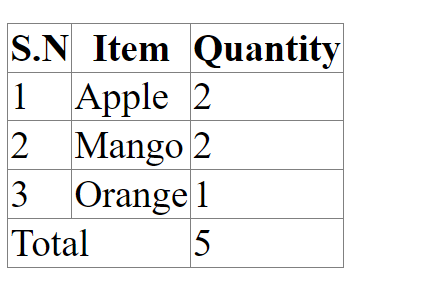 S.N Item Quantity
1 Apple 2
2 Mango 2
3 Orange 1
Total 5